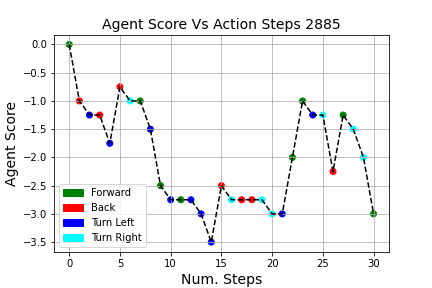 Agent Score Vs Action Steps 2885
Agent Score
0.0
−0.5
−1.0
−1.5
−2.0
−2.5
−3.0
−3.5
Forward
Back
Turn Left
Turn Right
0 5 10 15 20 25 30
Num. Steps